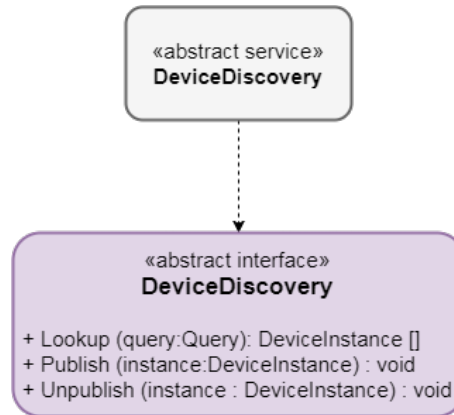 «abstract service»
DeviceDiscovery
«abstract interface»
DeviceDiscovery
+ Lookup (query:Query): DeviceInstance []
+ Publish (instance:DeviceInstance) : void
+ Unpublish (instance : DeviceInstance) : void